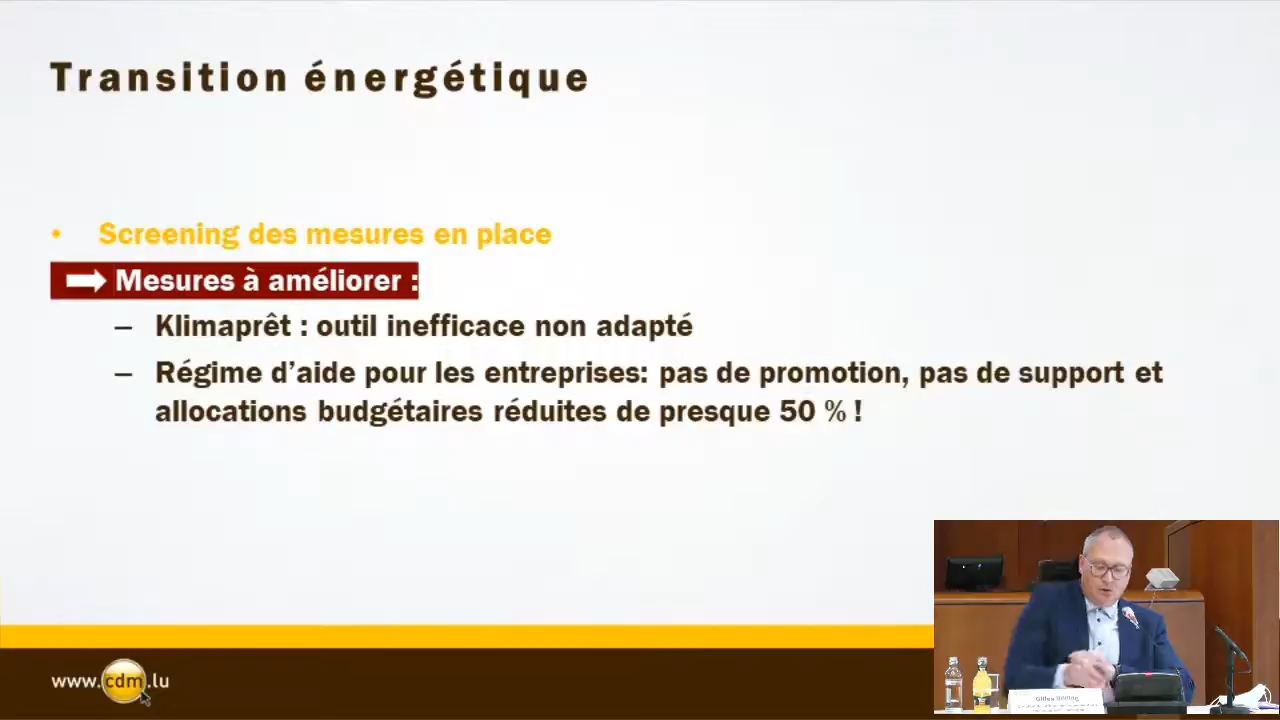 Transition énergétique
• Screening des mesures en place
Mesures à améliorer :
– Klimaprêt : outil inefficace non adapté
– Régime d’aide pour les entreprises: pas de promotion, pas de support et
allocations budgétaires réduites de presque 50 % !
www.cdm.lu
Gilles